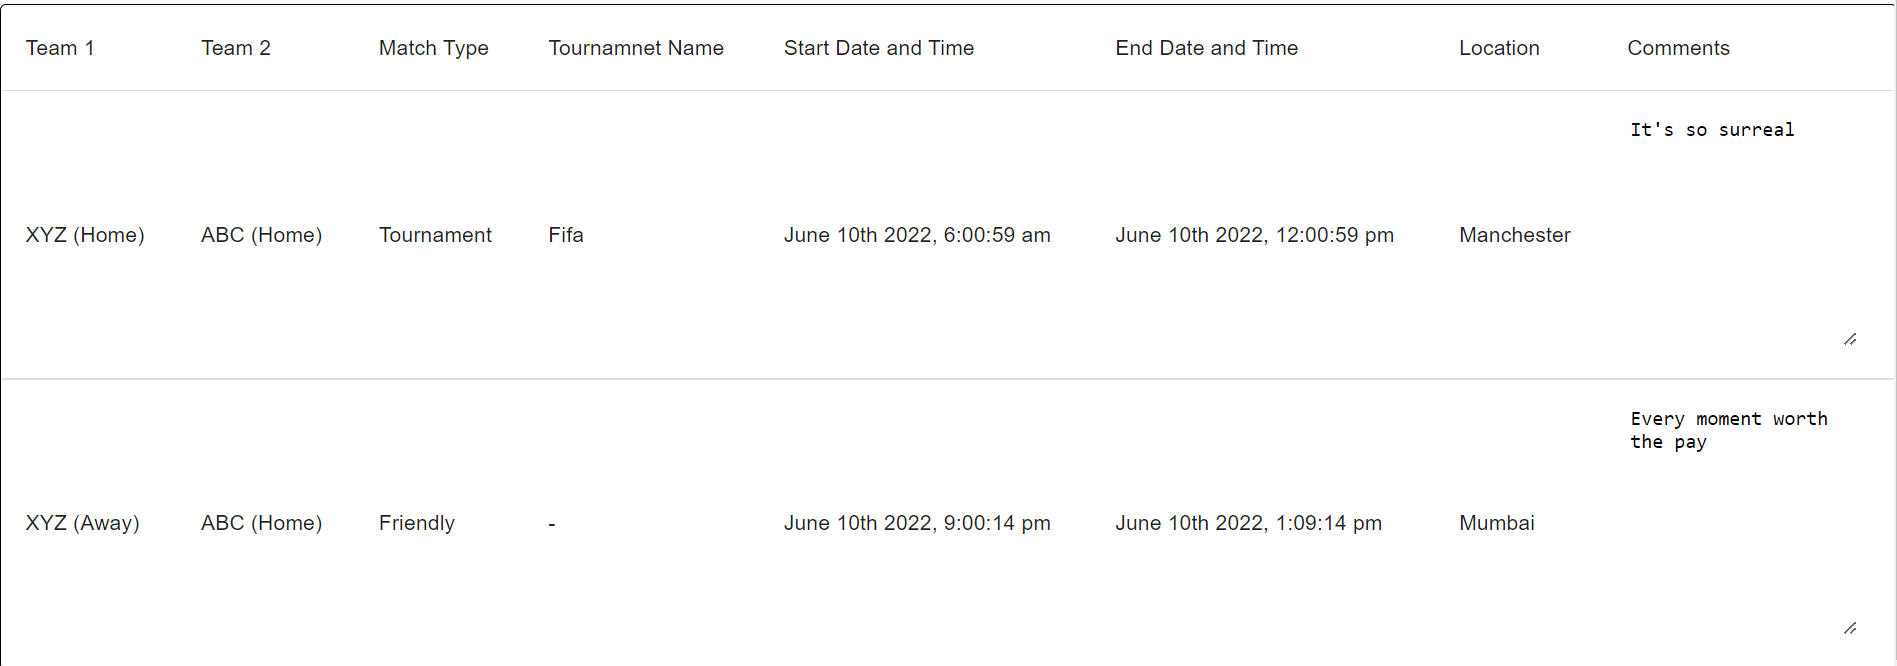 Team 1 Team 2 Match Type Tournamnet Name Start Date and Time End Date and Time Location Comments
It's so surreal
XYZ (Home) ABC (Home) Tournament Fifa June 10th 2022, 6:00:59 am June 10th 2022, 12:00:59 pm Manchester
Every moment worth
the pay
XYZ (Away) ABC (Home) Friendly - June 10th 2022, 9:00:14 pm June 10th 2022, 1:09:14 pm Mumbai